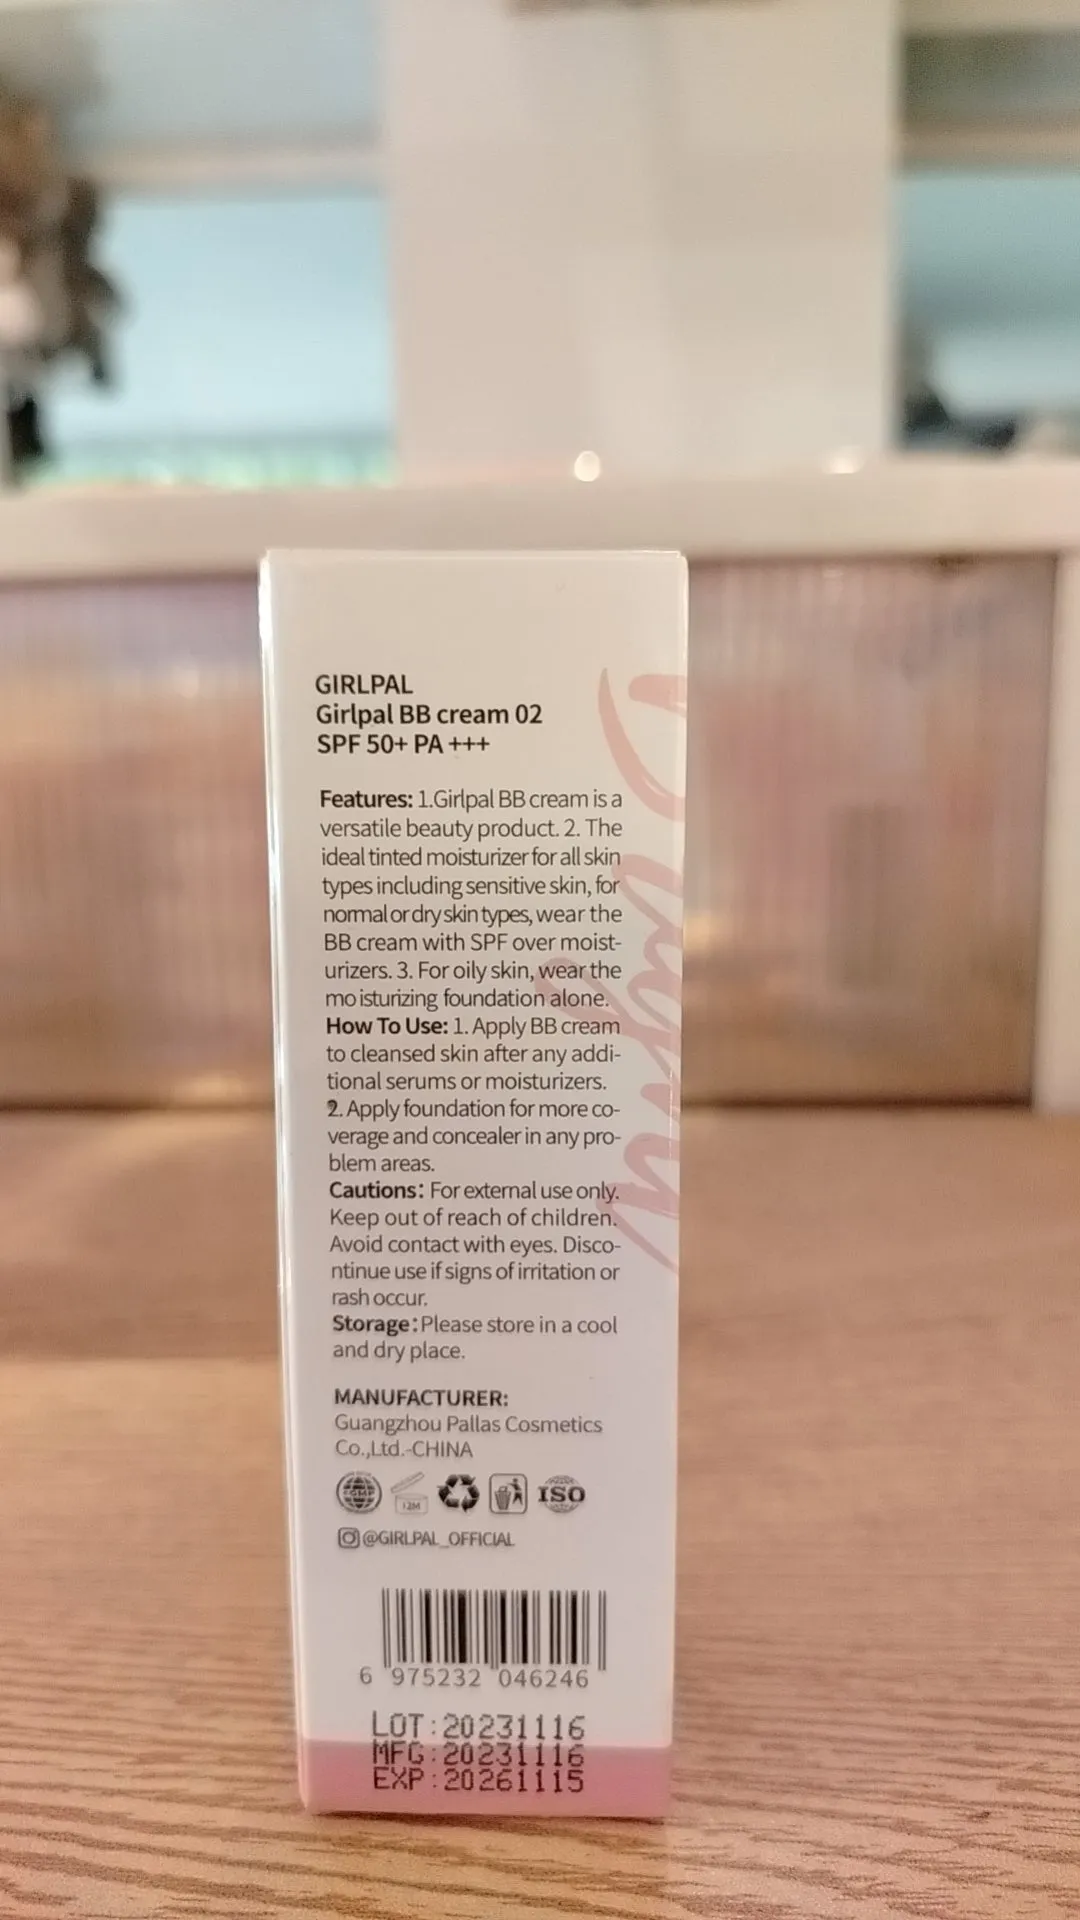 GIRLPAL
Girlpal BB cream 02
SPF 50+ PA +++
Features: 1.Girlpal BB cream is a
versatile beauty product. 2. The
ideal tinted moisturizer for all skin
types including sensitive skin, for
normal or dry skin types, wear the
BB cream with SPF over moist-
urizers. 3. For oily skin, wear the
mo isturizing foundation alone.
How To Use: 1. Apply BB cream
to cleansed skin after any addi-
tional serums or moisturizers.
2. Apply foundation for more co-
verage and concealer in any pro-
blem areas.
Cautions: For external use only.
Keep out of reach of children.
Avoid contact with eyes. Disco-
ntinue use if signs of irritation or
rash occur.
Storage: Please store in a cool
and dry place.
MANUFACTURER:
Guangzhou Pallas Cosmetics
Co.,Ltd.-CHINA
GMP 12M ISO
@GIRLPAL_OFFICIAL
6 975232 046246
LOT:20231116
MFG:20231116
EXP:20261115